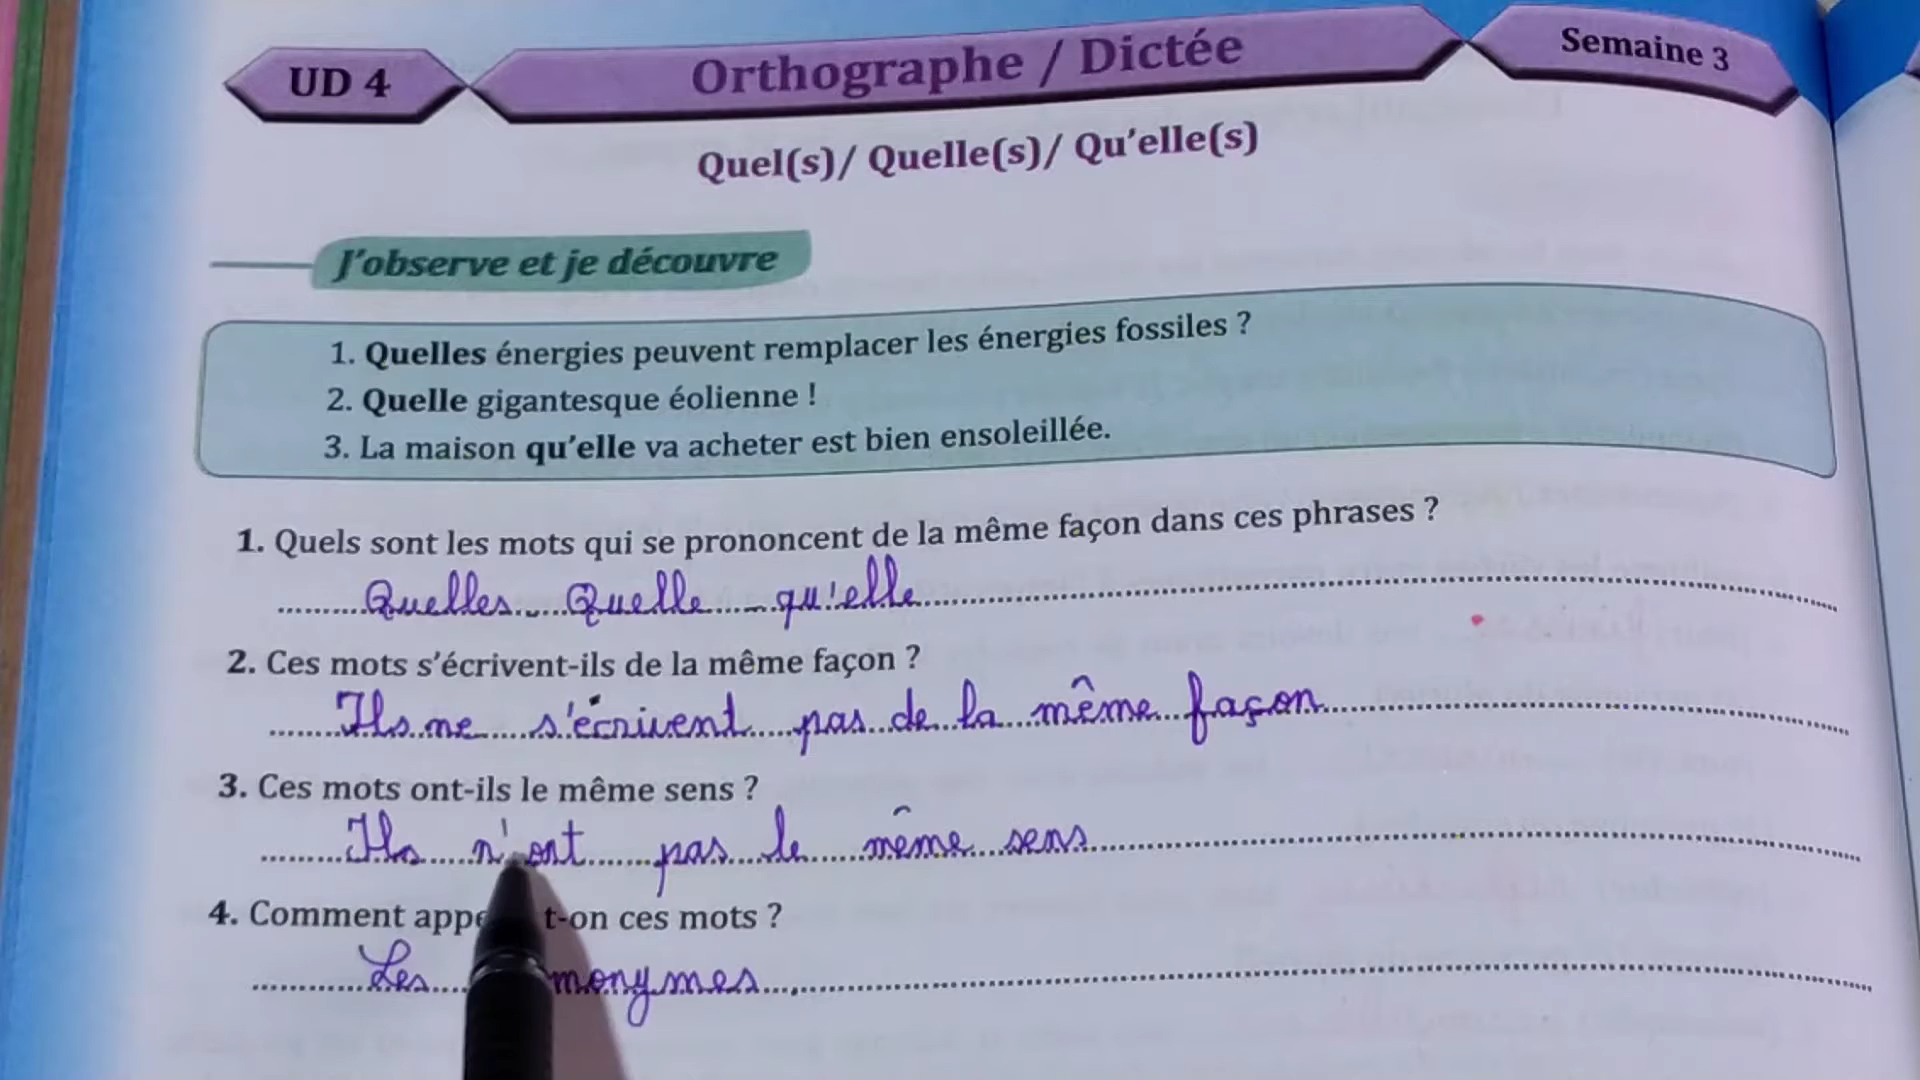 UD 4
Orthographe / Dictée
Semaine 3
Quel(s)/ Quelle(s)/ Qu'elle(s)
J'observe et je découvre
1. Quelles énergies peuvent remplacer les énergies fossiles ?
2. Quelle gigantesque éolienne !
3. La maison qu'elle va acheter est bien ensoleillée.
1. Quels sont les mots qui se prononcent de la même façon dans ces phrases ?
Quelles - Quelle - qu'elle
2. Ces mots s'écrivent-ils de la même façon ?
Ils ne s'écrivent pas de la même façon
3. Ces mots ont-ils le même sens ?
Ils n'ont pas le même sens
4. Comment t-on ces mots ?
Les